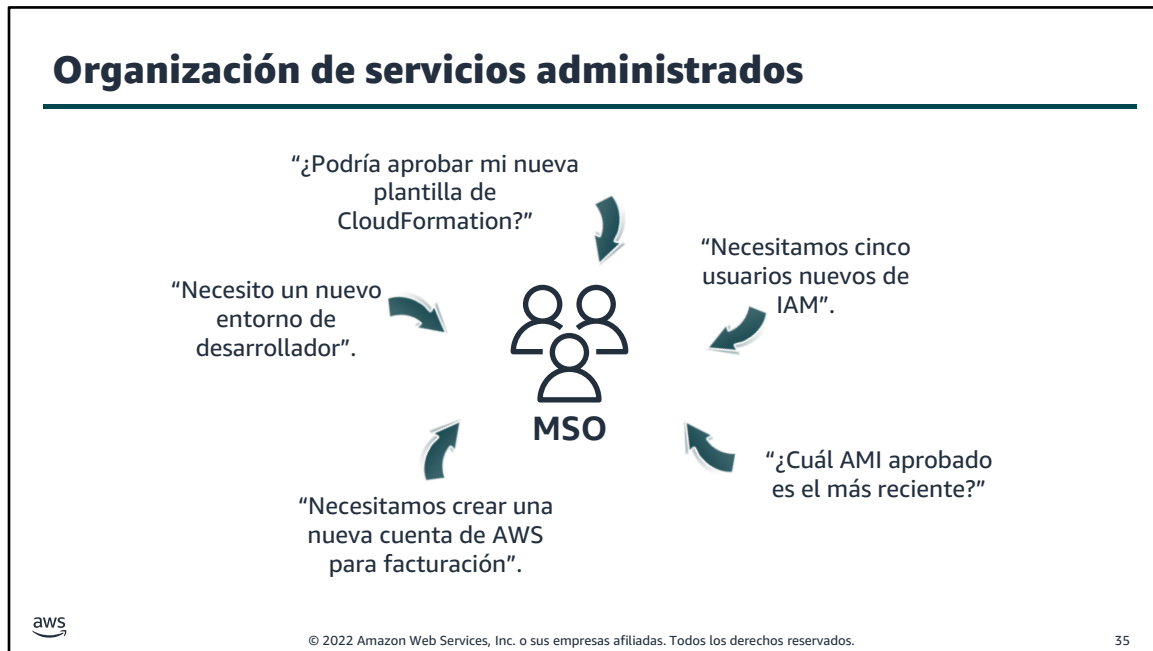 Organización de servicios administrados
“¿Podría aprobar mi nueva
plantilla de
CloudFormation?”
“Necesitamos cinco
usuarios nuevos de
IAM”.
“Necesito un nuevo
entorno de
desarrollador”.
MSO
“¿Cuál AMI aprobado
es el más reciente?”
“Necesitamos crear una
nueva cuenta de AWS
para facturación”.
aws
© 2022 Amazon Web Services, Inc. o sus empresas afiliadas. Todos los derechos reservados.
35